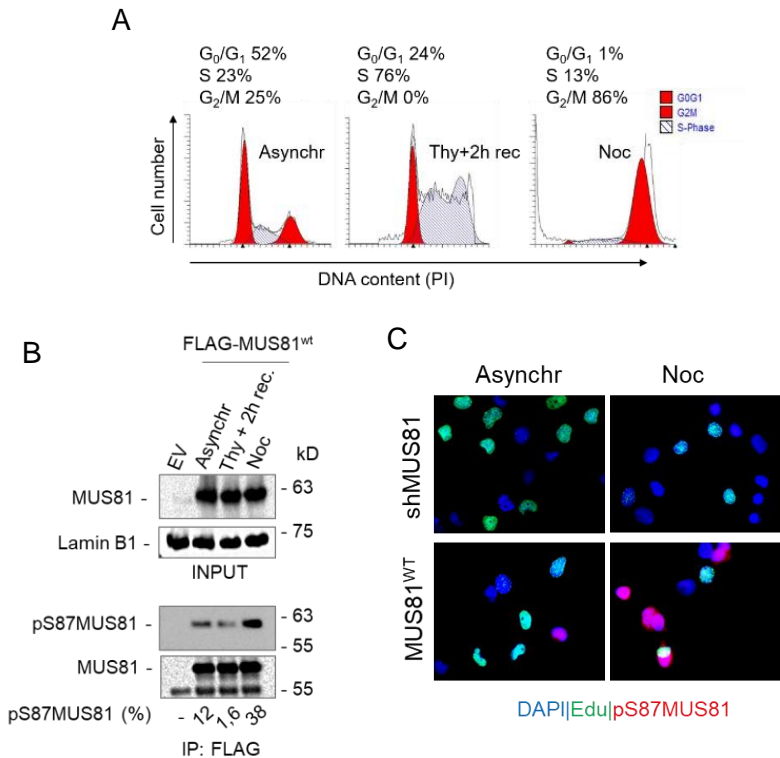 A
G0/G1 52%
S 23%
G2/M 25%
G0/G1 24%
S 76%
G2/M 0%
G0/G1 1%
S 13%
G2/M 86%
G0G1
G2M
S-Phase
Asynchr
Thy+2h rec
Noc
Cell number
DNA content (PI)
B
FLAG-MUS81wt
EV
Asynchr
Thy + 2h rec.
Noc
kD
MUS81 -
- 63
Lamin B1 -
- 75
INPUT
pS87MUS81 -
- 63
- 55
MUS81 -
- 55
pS87MUS81 (%)
- 12 1,6 38
IP: FLAG
C
Asynchr
Noc
shMUS81
MUS81WT
DAPI|Edu|pS87MUS81